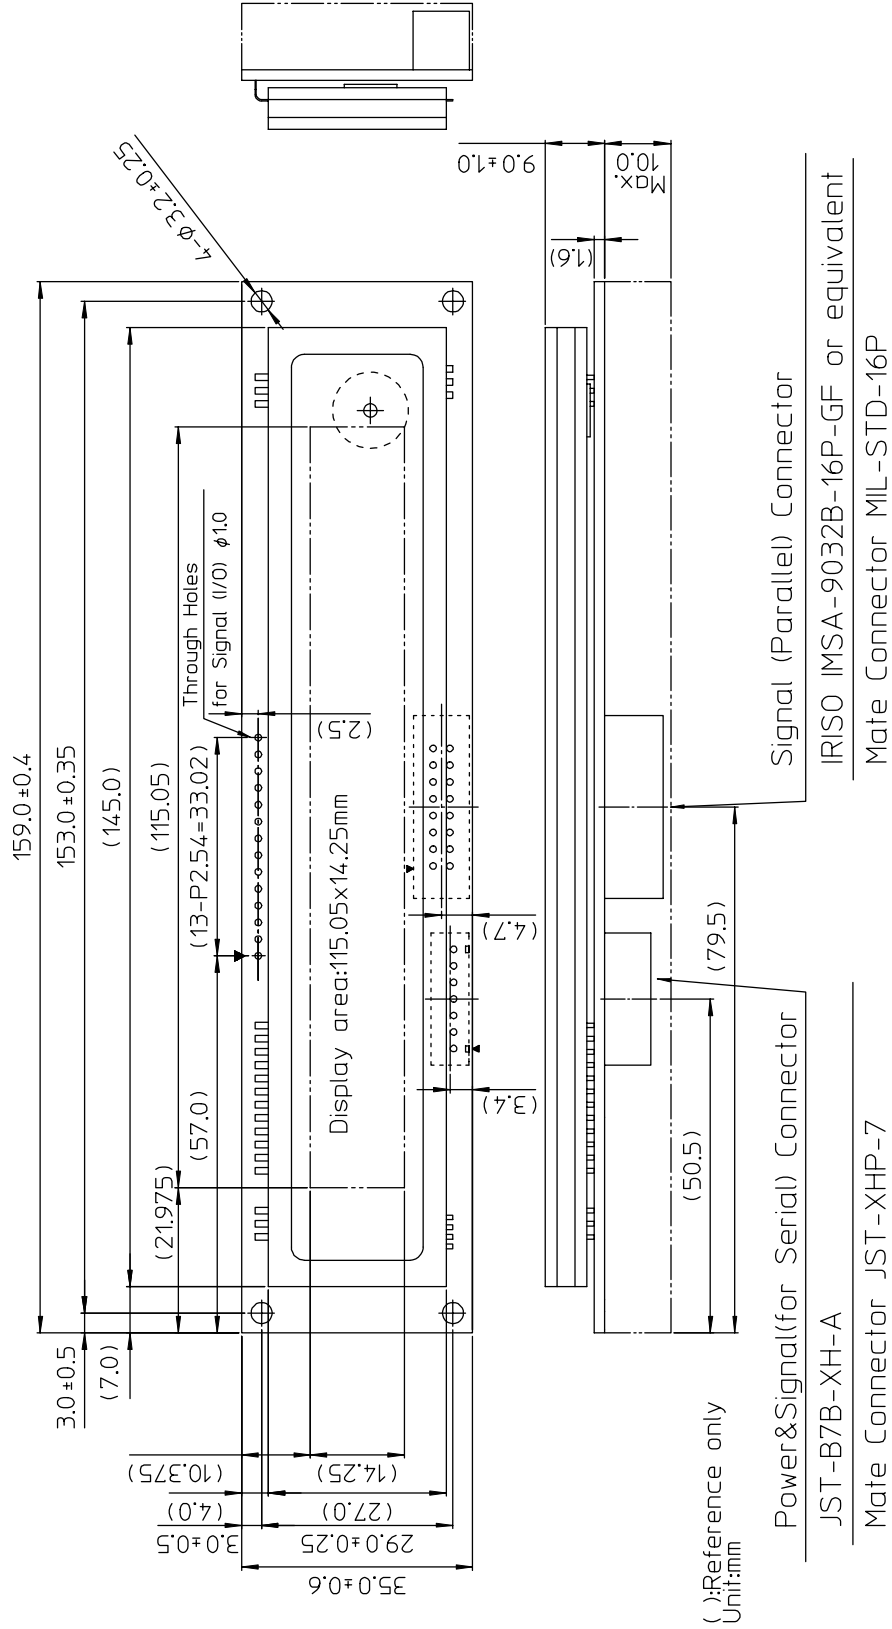 159.0±0.4
153.0±0.35
(145.0)
(115.05)
(13-P2.54=33.02)
(57.0)
(21.975)
3.0±0.5
(7.0)
Through Holes
for Signal (I/O) ϕ1.0
4-ϕ3.2±0.25
(2.5)
Display area:115.05x14.25mm
(4.7)
(3.4)
(10.375)
(14.25)
(4.0)
(27.0)
3.0±0.5
29.0±0.25
35.0±0.6
9.0±1.0
(1.6)
10.0
Max.
(79.5)
(50.5)
Signal (Parallel) Connector
IRISO IMSA-9032B-16P-GF or equivalent
Mate Connector MIL-STD-16P
Power&Signal(for Serial) Connector
JST-B7B-XH-A
Mate Connector JST-XHP-7
( ):Reference only
Unit:mm